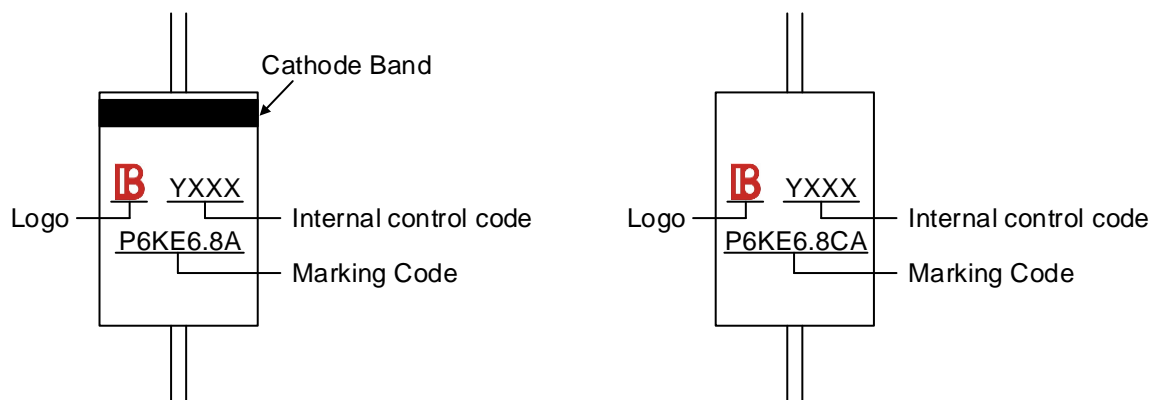 Cathode Band
B YXXX
Logo
Internal control code
P6KE6.8A
Marking Code
B YXXX
Logo
Internal control code
P6KE6.8CA
Marking Code